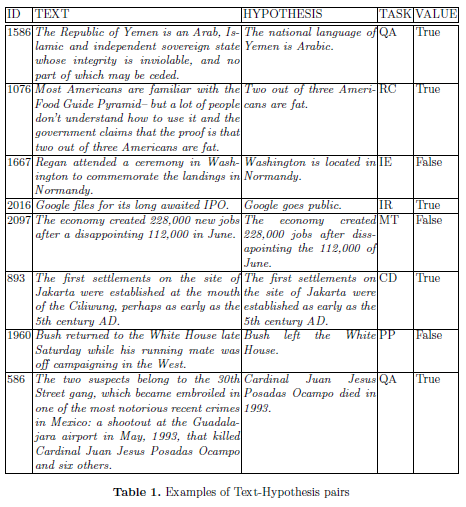 ID TEXT HYPOTHESIS TASK VALUE
1586 The Republic of Yemen is an Arab, Is- The national language of QA True
lamic and independent sovereign state Yemen is Arabic.
whose integrity is inviolable, and no
part of which may be ceded.
1076 Most Americans are familiar with the Two out of three Ameri- RC True
Food Guide Pyramid– but a lot of people cans are fat.
don't understand how to use it and the
government claims that the proof is that
two out of three Americans are fat.
1667 Regan attended a ceremony in Wash- Washington is located in IE False
ington to commemorate the landings in Normandy.
Normandy.
2016 Google files for its long awaited IPO. Google goes public. IR True
2097 The economy created 228,000 new jobs The economy created MT False
after a disappointing 112,000 in June. 228,000 jobs after diss-
apointing the 112,000 of
June.
893 The first settlements on the site of The first settlements on CD True
Jakarta were established at the mouth the site of Jakarta were
of the Ciliwung, perhaps as early as the established as early as the
5th century AD. 5th century AD.
1960 Bush returned to the White House late Bush left the White PP False
Saturday while his running mate was House.
off campaigning in the West.
586 The two suspects belong to the 30th Cardinal Juan Jesus QA True
Street gang, which became embroiled in Posadas Ocampo died in
one of the most notorious recent crimes 1993.
in Mexico: a shootout at the Guadala-
jara airport in May, 1993, that killed
Cardinal Juan Jesus Posadas Ocampo
and six others.
Table 1. Examples of Text-Hypothesis pairs